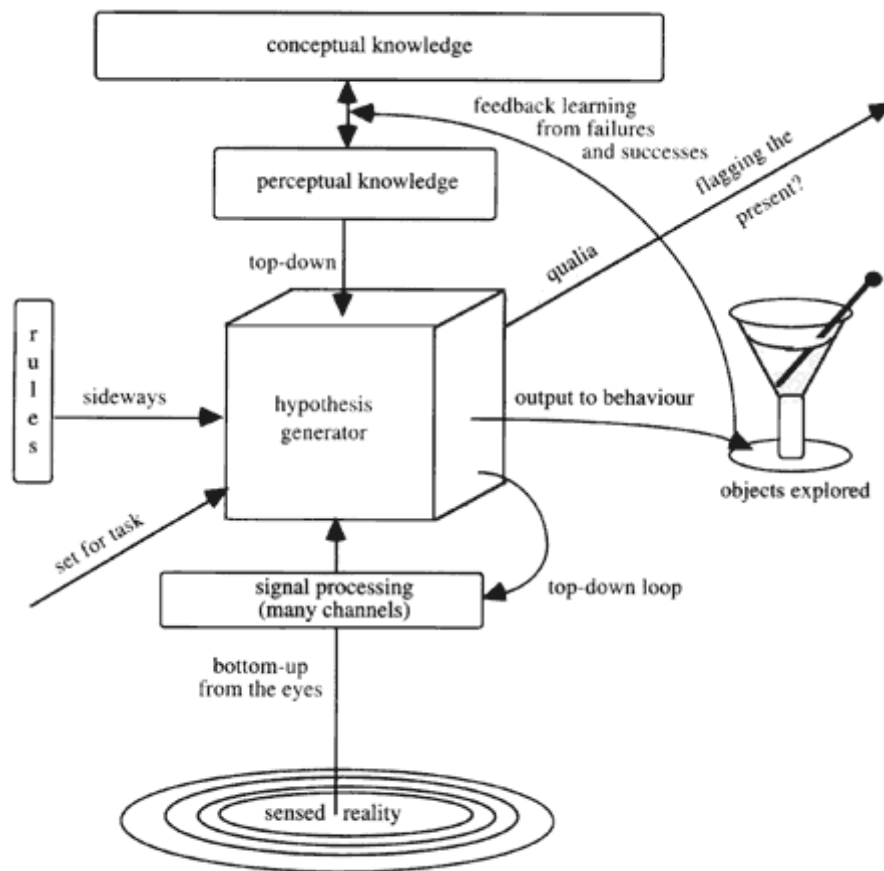 conceptual knowledge
feedback learning
from failures
and successes
perceptual knowledge
flagging the
present?
top-down
qualia
rules
sideways
hypothesis
generator
output to behaviour
objects explored
set for task
signal processing
(many channels)
top-down loop
bottom-up
from the eyes
sensed reality